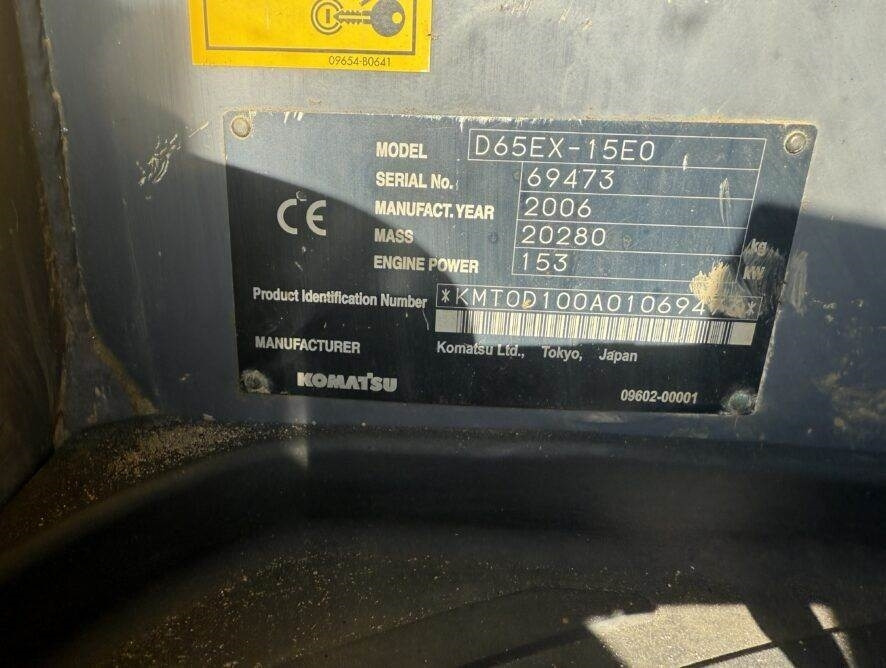 09654-B0641
MODEL D65EX-15E0
SERIAL No. 69473
MANUFACT.YEAR 2006
MASS 20280 kg
ENGINE POWER 153 kW
CE
Product Identification Number
MANUFACTURER Komatsu Ltd., Tokyo, Japan
KOMATSU
09602-00001